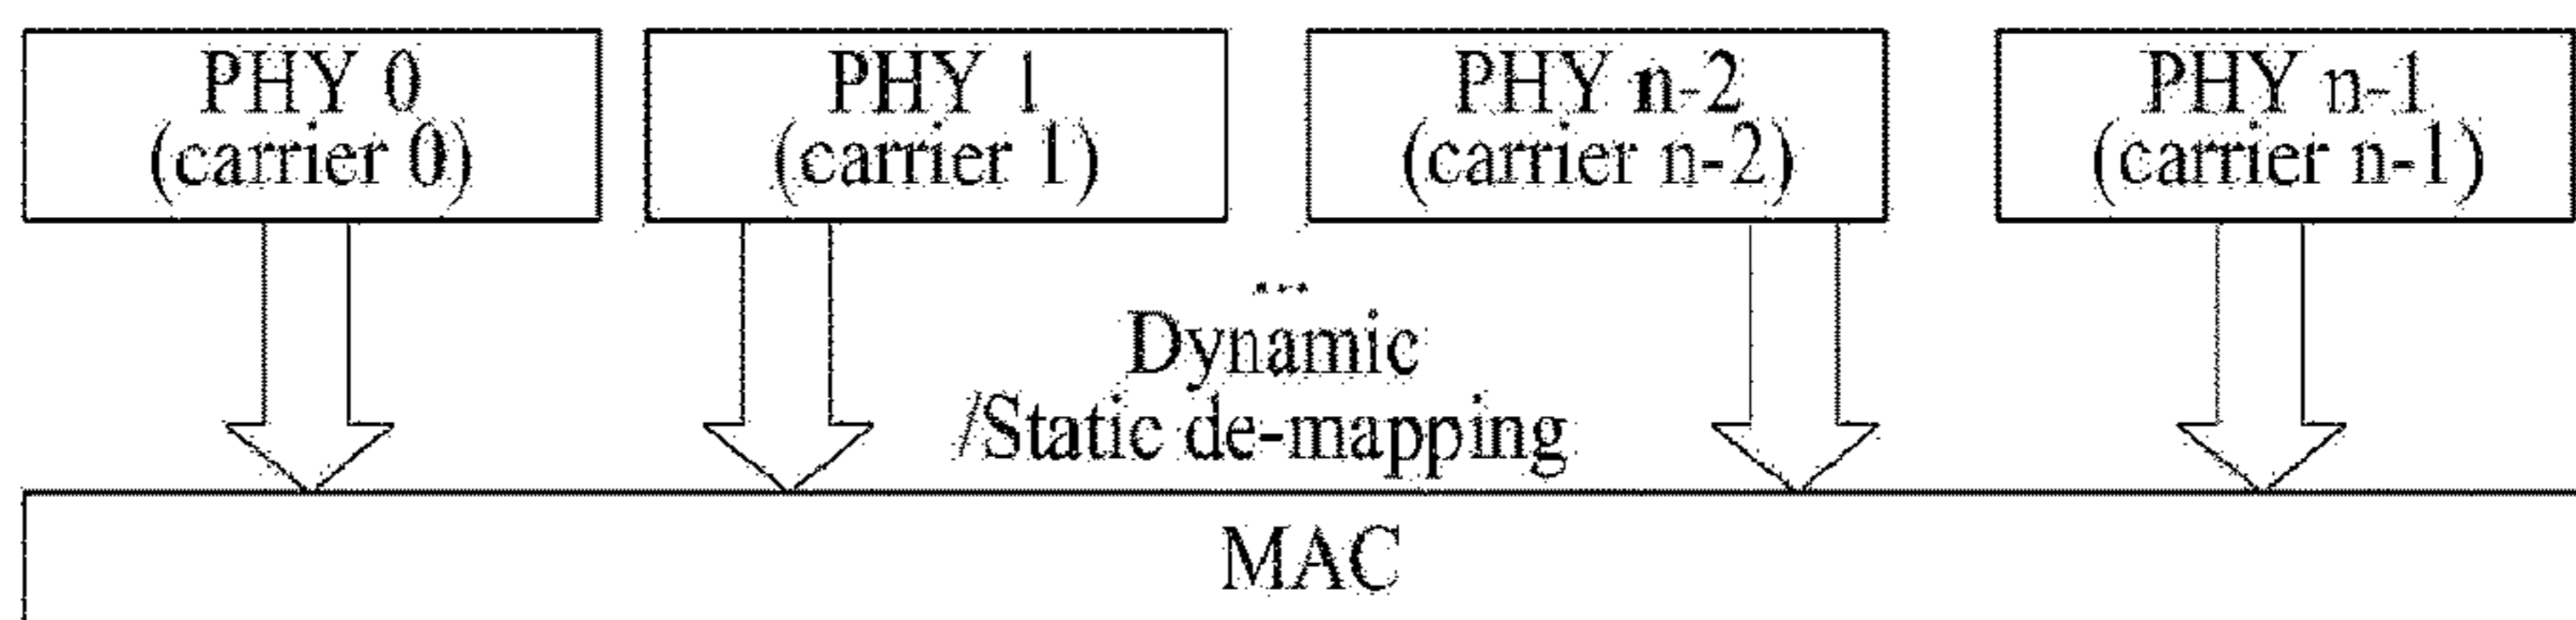 PHY 0
(carrier 0)
PHY 1
(carrier 1)
PHY n-2
(carrier n-2)
PHY n-1
(carrier n-1)
...
Dynamic
/Static de-mapping
MAC